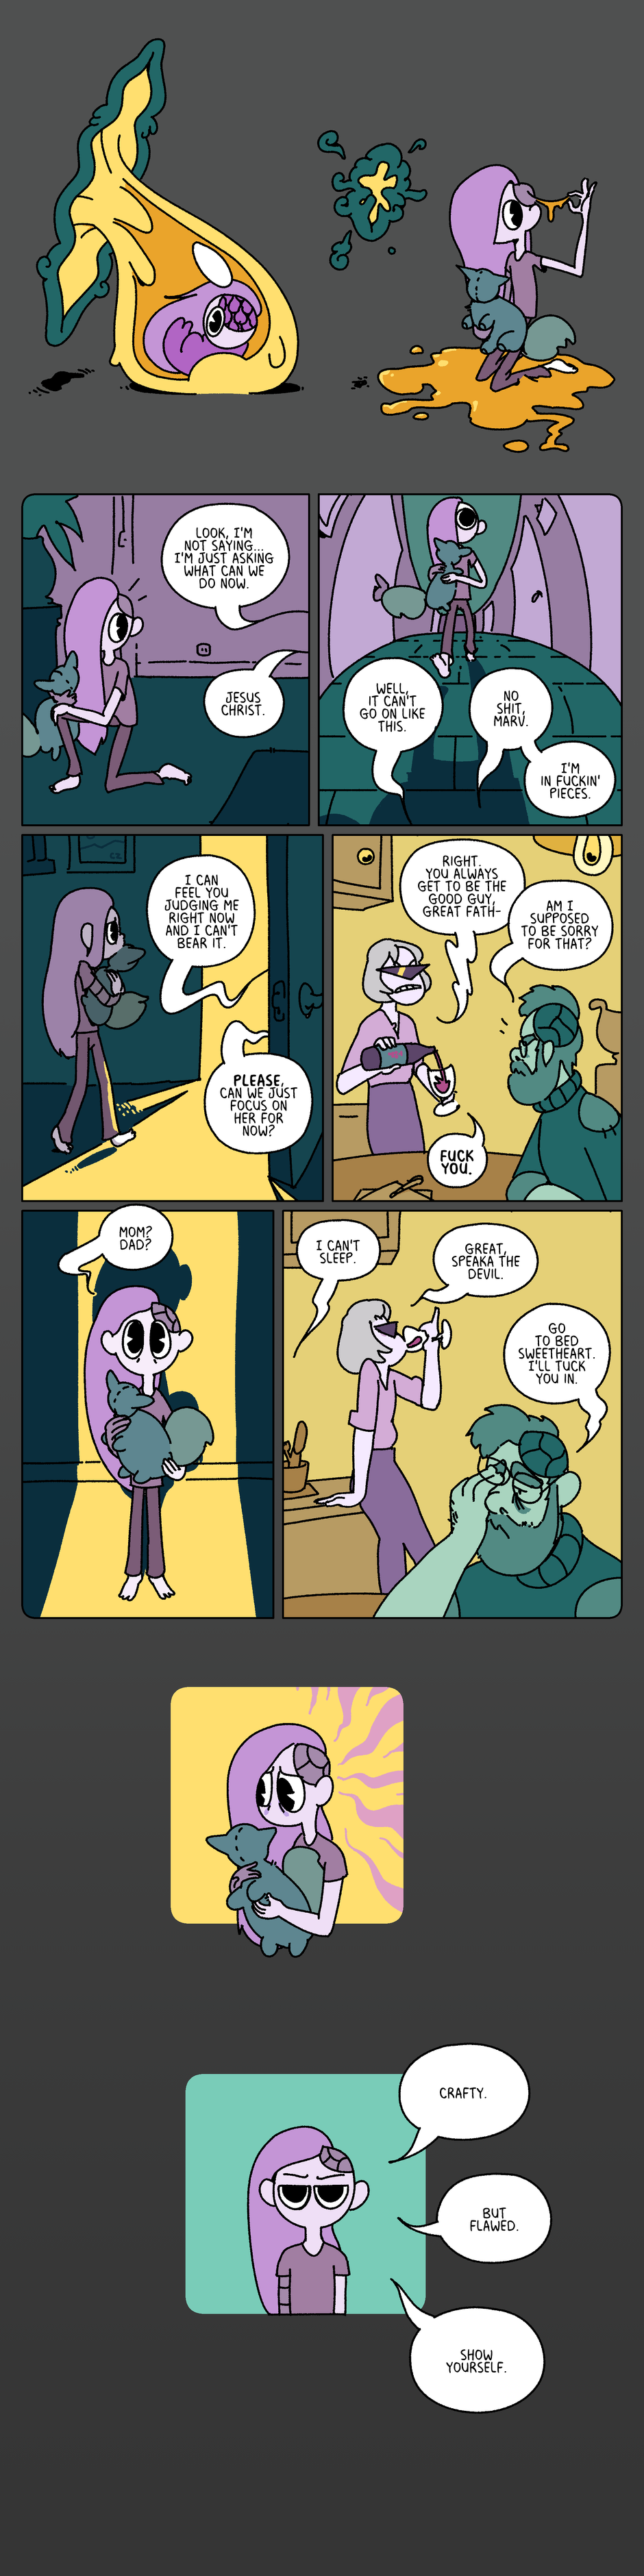 LOOK, I'M
NOT SAYING...
I'M JUST ASKING
WHAT CAN WE
DO NOW.
JESUS
CHRIST.
WELL,
IT CAN'T
GO ON LIKE
THIS.
NO
SHIT,
MARV.
I'M
IN FUCKIN'
PIECES.
I CAN
FEEL YOU
JUDGING ME
RIGHT NOW
AND I CAN'T
BEAR IT.
PLEASE,
CAN WE JUST
FOCUS ON
HER FOR
NOW?
RIGHT.
YOU ALWAYS
GET TO BE THE
GOOD GUY,
GREAT FATH-
AM I
SUPPOSED
TO BE SORRY
FOR THAT?
FUCK
YOU.
MOM?
DAD?
I CAN'T
SLEEP.
GREAT,
SPEAKA THE
DEVIL.
GO
TO BED
SWEETHEART.
I'LL TUCK
YOU IN.
CRAFTY.
BUT
FLAWED.
SHOW
YOURSELF.